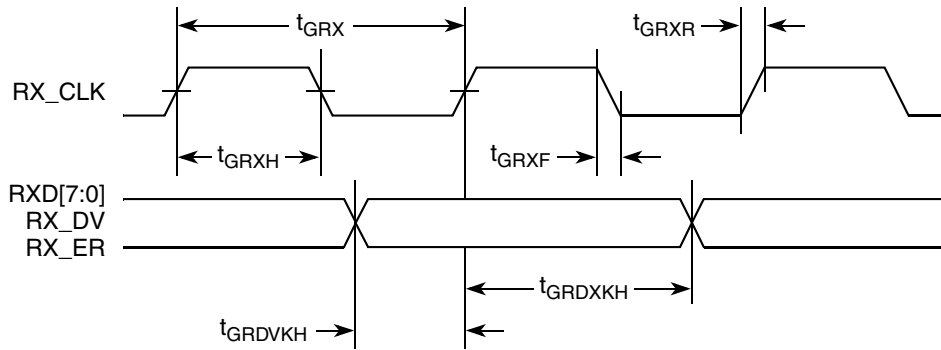 tGRX
tGRXR
RX_CLK
tGRXH
tGRXF
RXD[7:0]
RX_DV
RX_ER
tGRDXKH
tGRDVKH